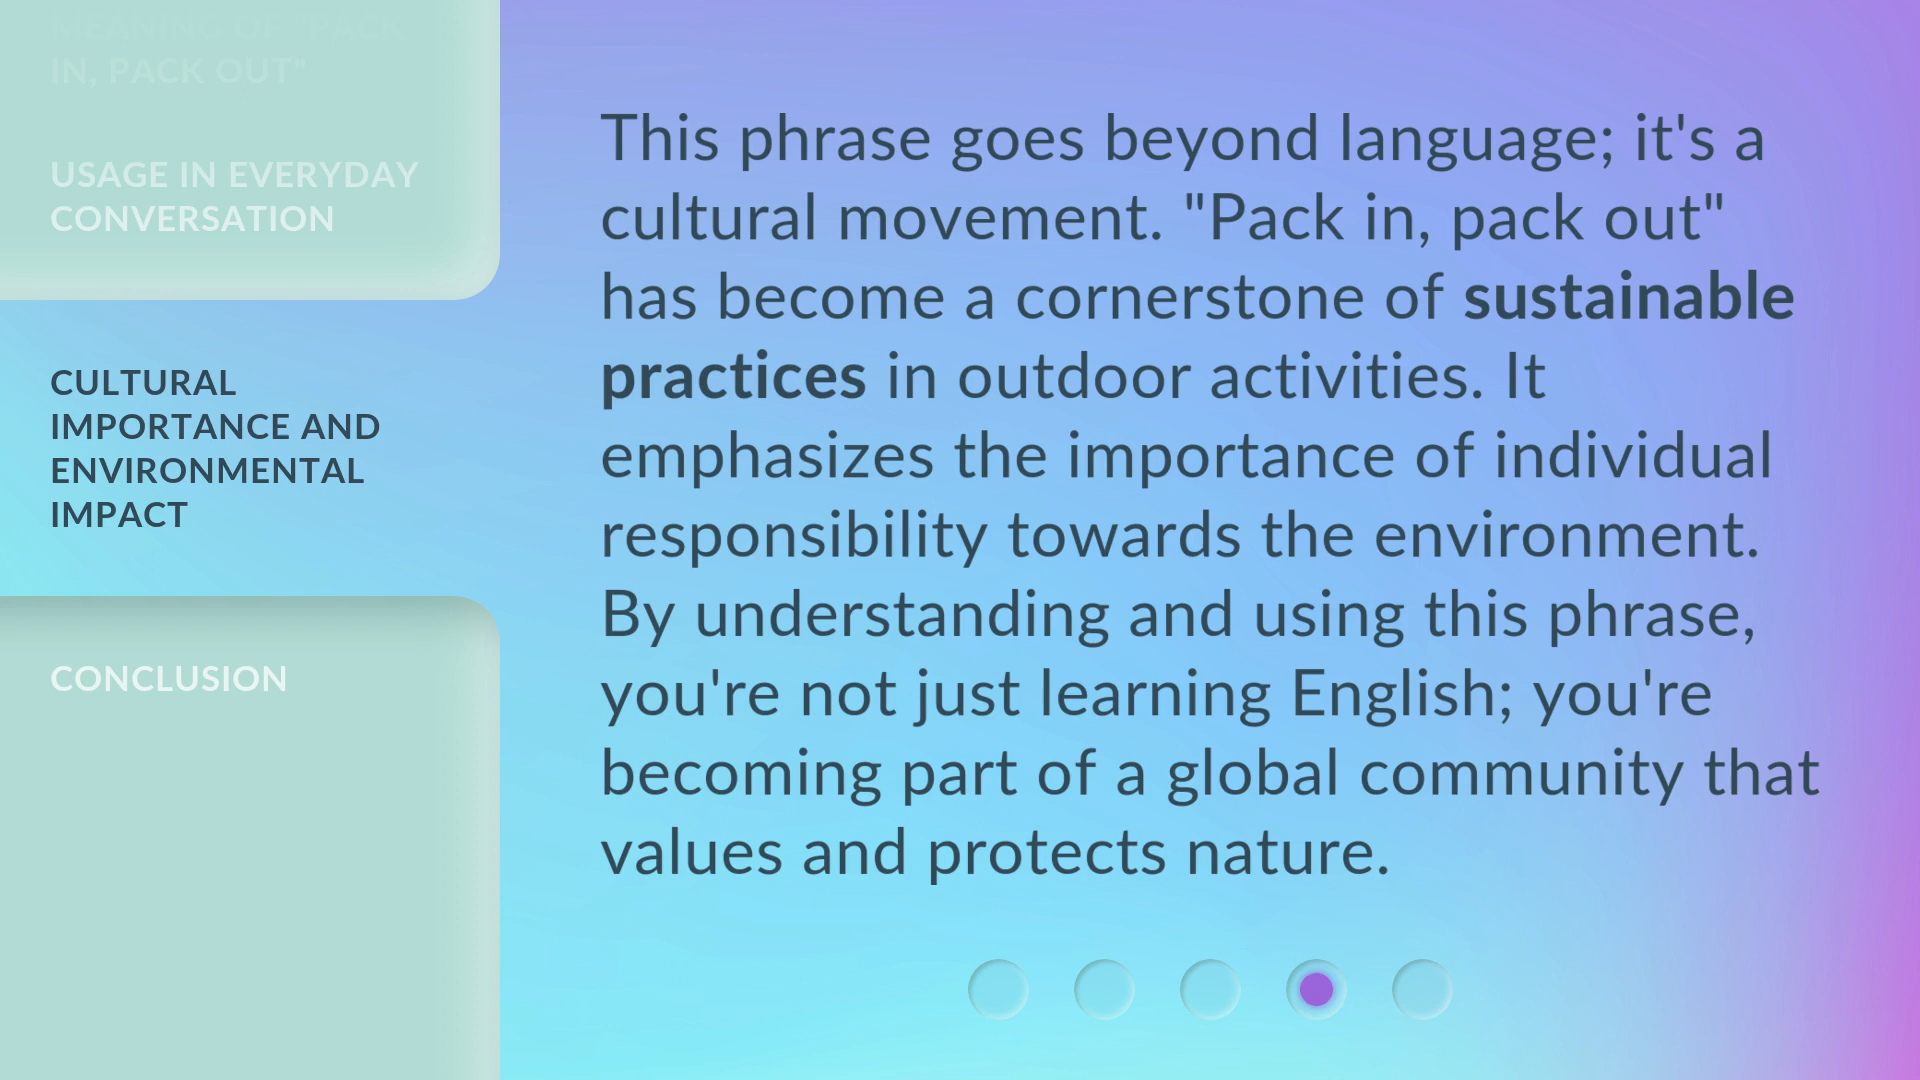 MEANING OF "PACK
IN, PACK OUT"
USAGE IN EVERYDAY
CONVERSATION
CULTURAL
IMPORTANCE AND
ENVIRONMENTAL
IMPACT
CONCLUSION
This phrase goes beyond language; it's a
cultural movement. "Pack in, pack out"
has become a cornerstone of sustainable
practices in outdoor activities. It
emphasizes the importance of individual
responsibility towards the environment.
By understanding and using this phrase,
you're not just learning English; you're
becoming part of a global community that
values and protects nature.